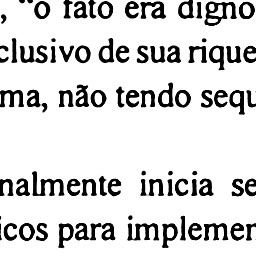 , "o fato era digno
clusivo de sua rique
ma, não tendo sequ
nalmente inicia se
icos para implemen